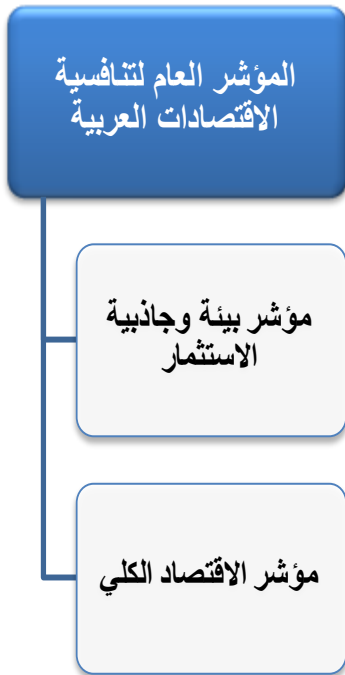 المؤشر العام لتنافسية
الاقتصادات العربية
مؤشر بيئة وجاذبية
الاستثمار
مؤشر الاقتصاد الكلي